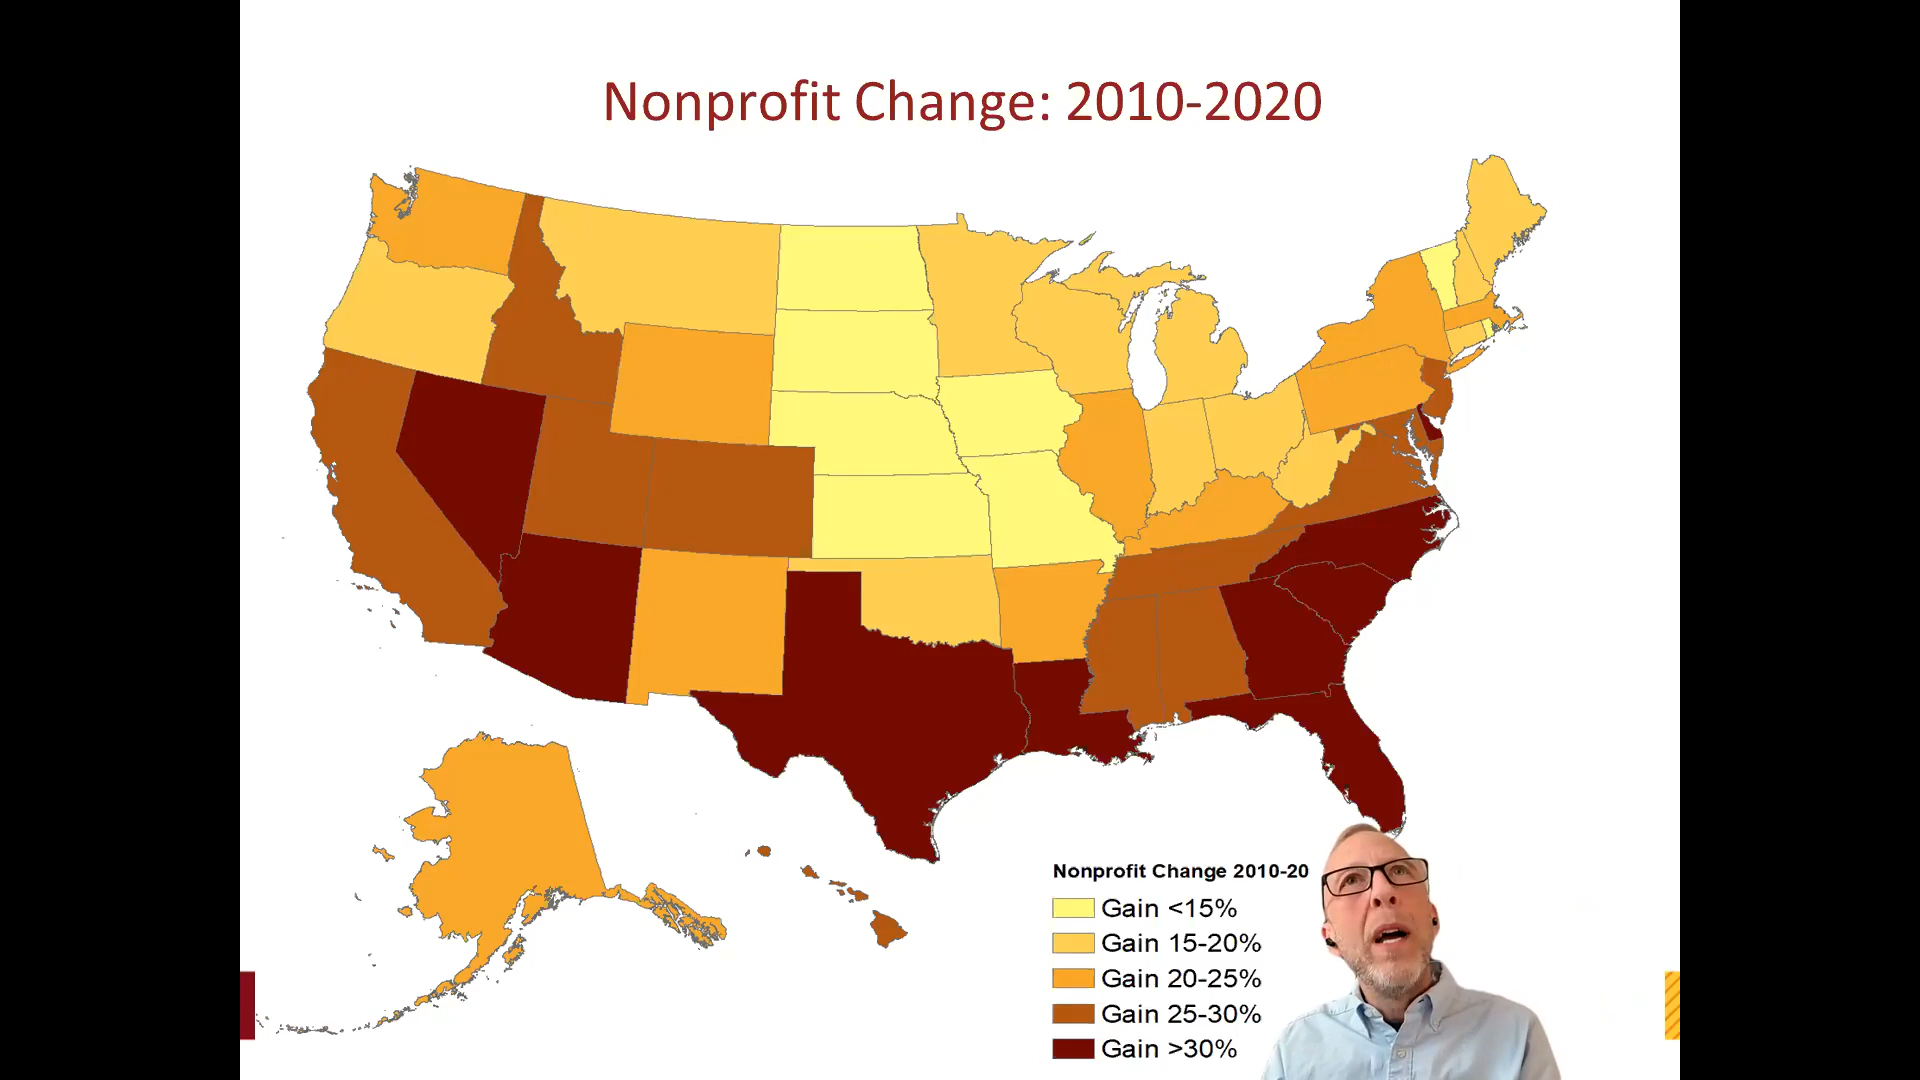 Nonprofit Change: 2010-2020
Nonprofit Change 2010-20
Gain <15%
Gain 15-20%
Gain 20-25%
Gain 25-30%
Gain >30%